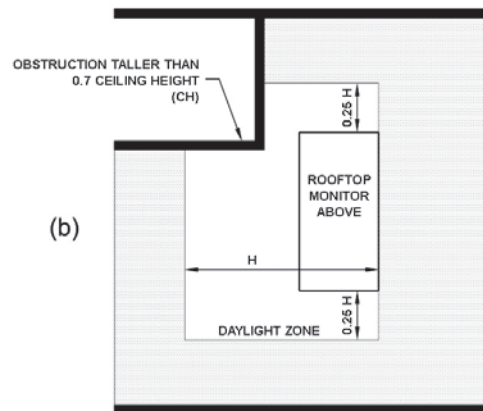 OBSTRUCTION TALLER THAN
0.7 CEILING HEIGHT
(CH)
0.25 H
ROOFTOP
MONITOR
ABOVE
(b)
H
0.25 H
DAYLIGHT ZONE